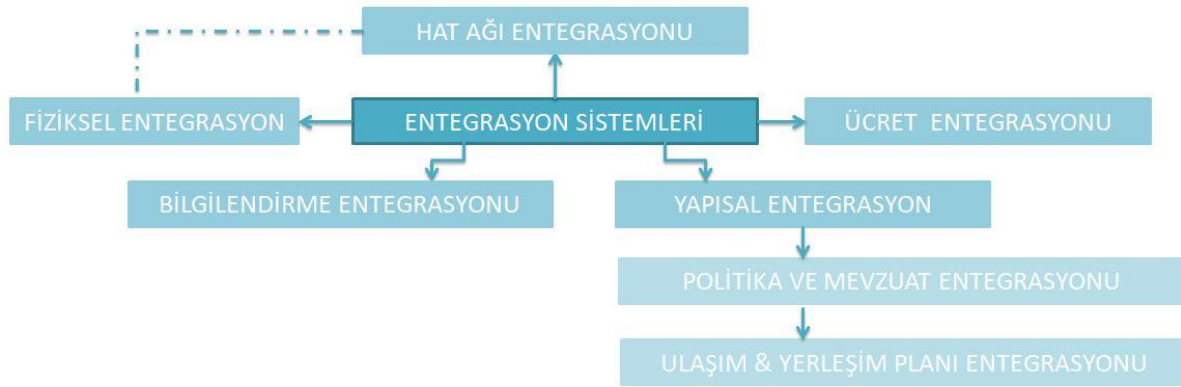 HAT AĞI ENTEGRASYONU
FİZİKSEL ENTEGRASYON
ENTEGRASYON SİSTEMLERİ
ÜCRET ENTEGRASYONU
BİLGİLENDİRME ENTEGRASYONU
YAPISAL ENTEGRASYON
POLİTİKA VE MEVZUAT ENTEGRASYONU
ULAŞIM & YERLEŞİM PLANI ENTEGRASYONU